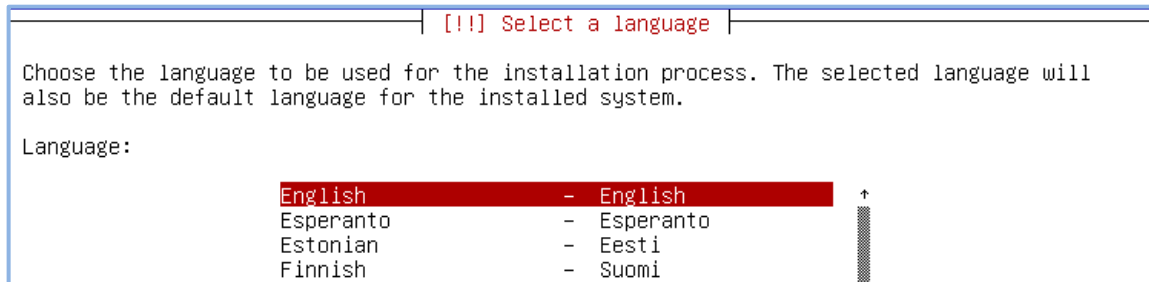 [!!] Select a language
Choose the language to be used for the installation process. The selected language will
also be the default language for the installed system.
Language:
English - English
Esperanto - Esperanto
Estonian - Eesti
Finnish - Suomi